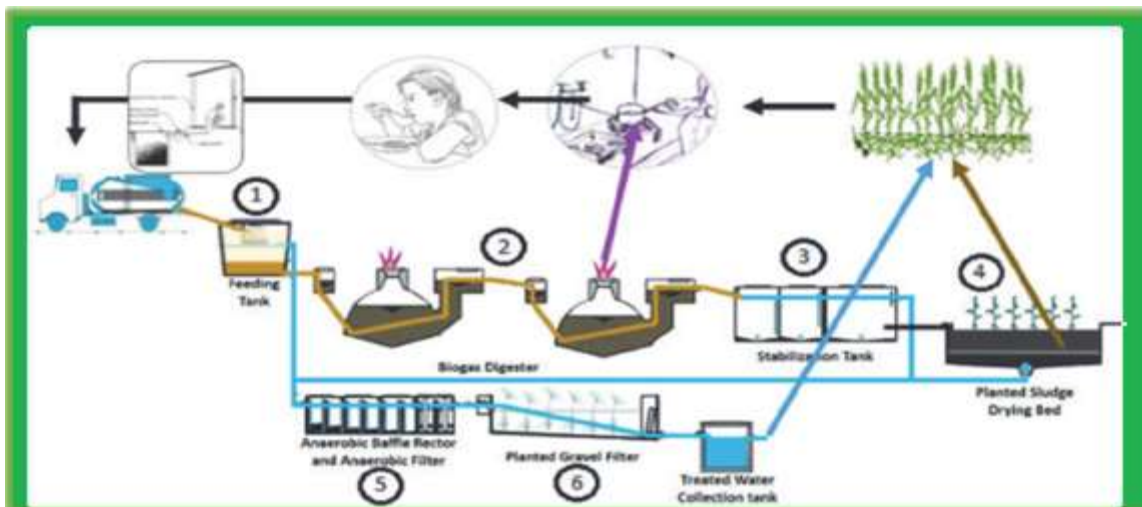 1
Feeding
Tank
2
Biogas Digester
3
Stabilization Tank
4
Planted Sludge
Drying Bed
Anaerobic Baffle Rector
and Anaerobic Filter
5
Planted Gravel Filter
6
Treated Water
Collection tank